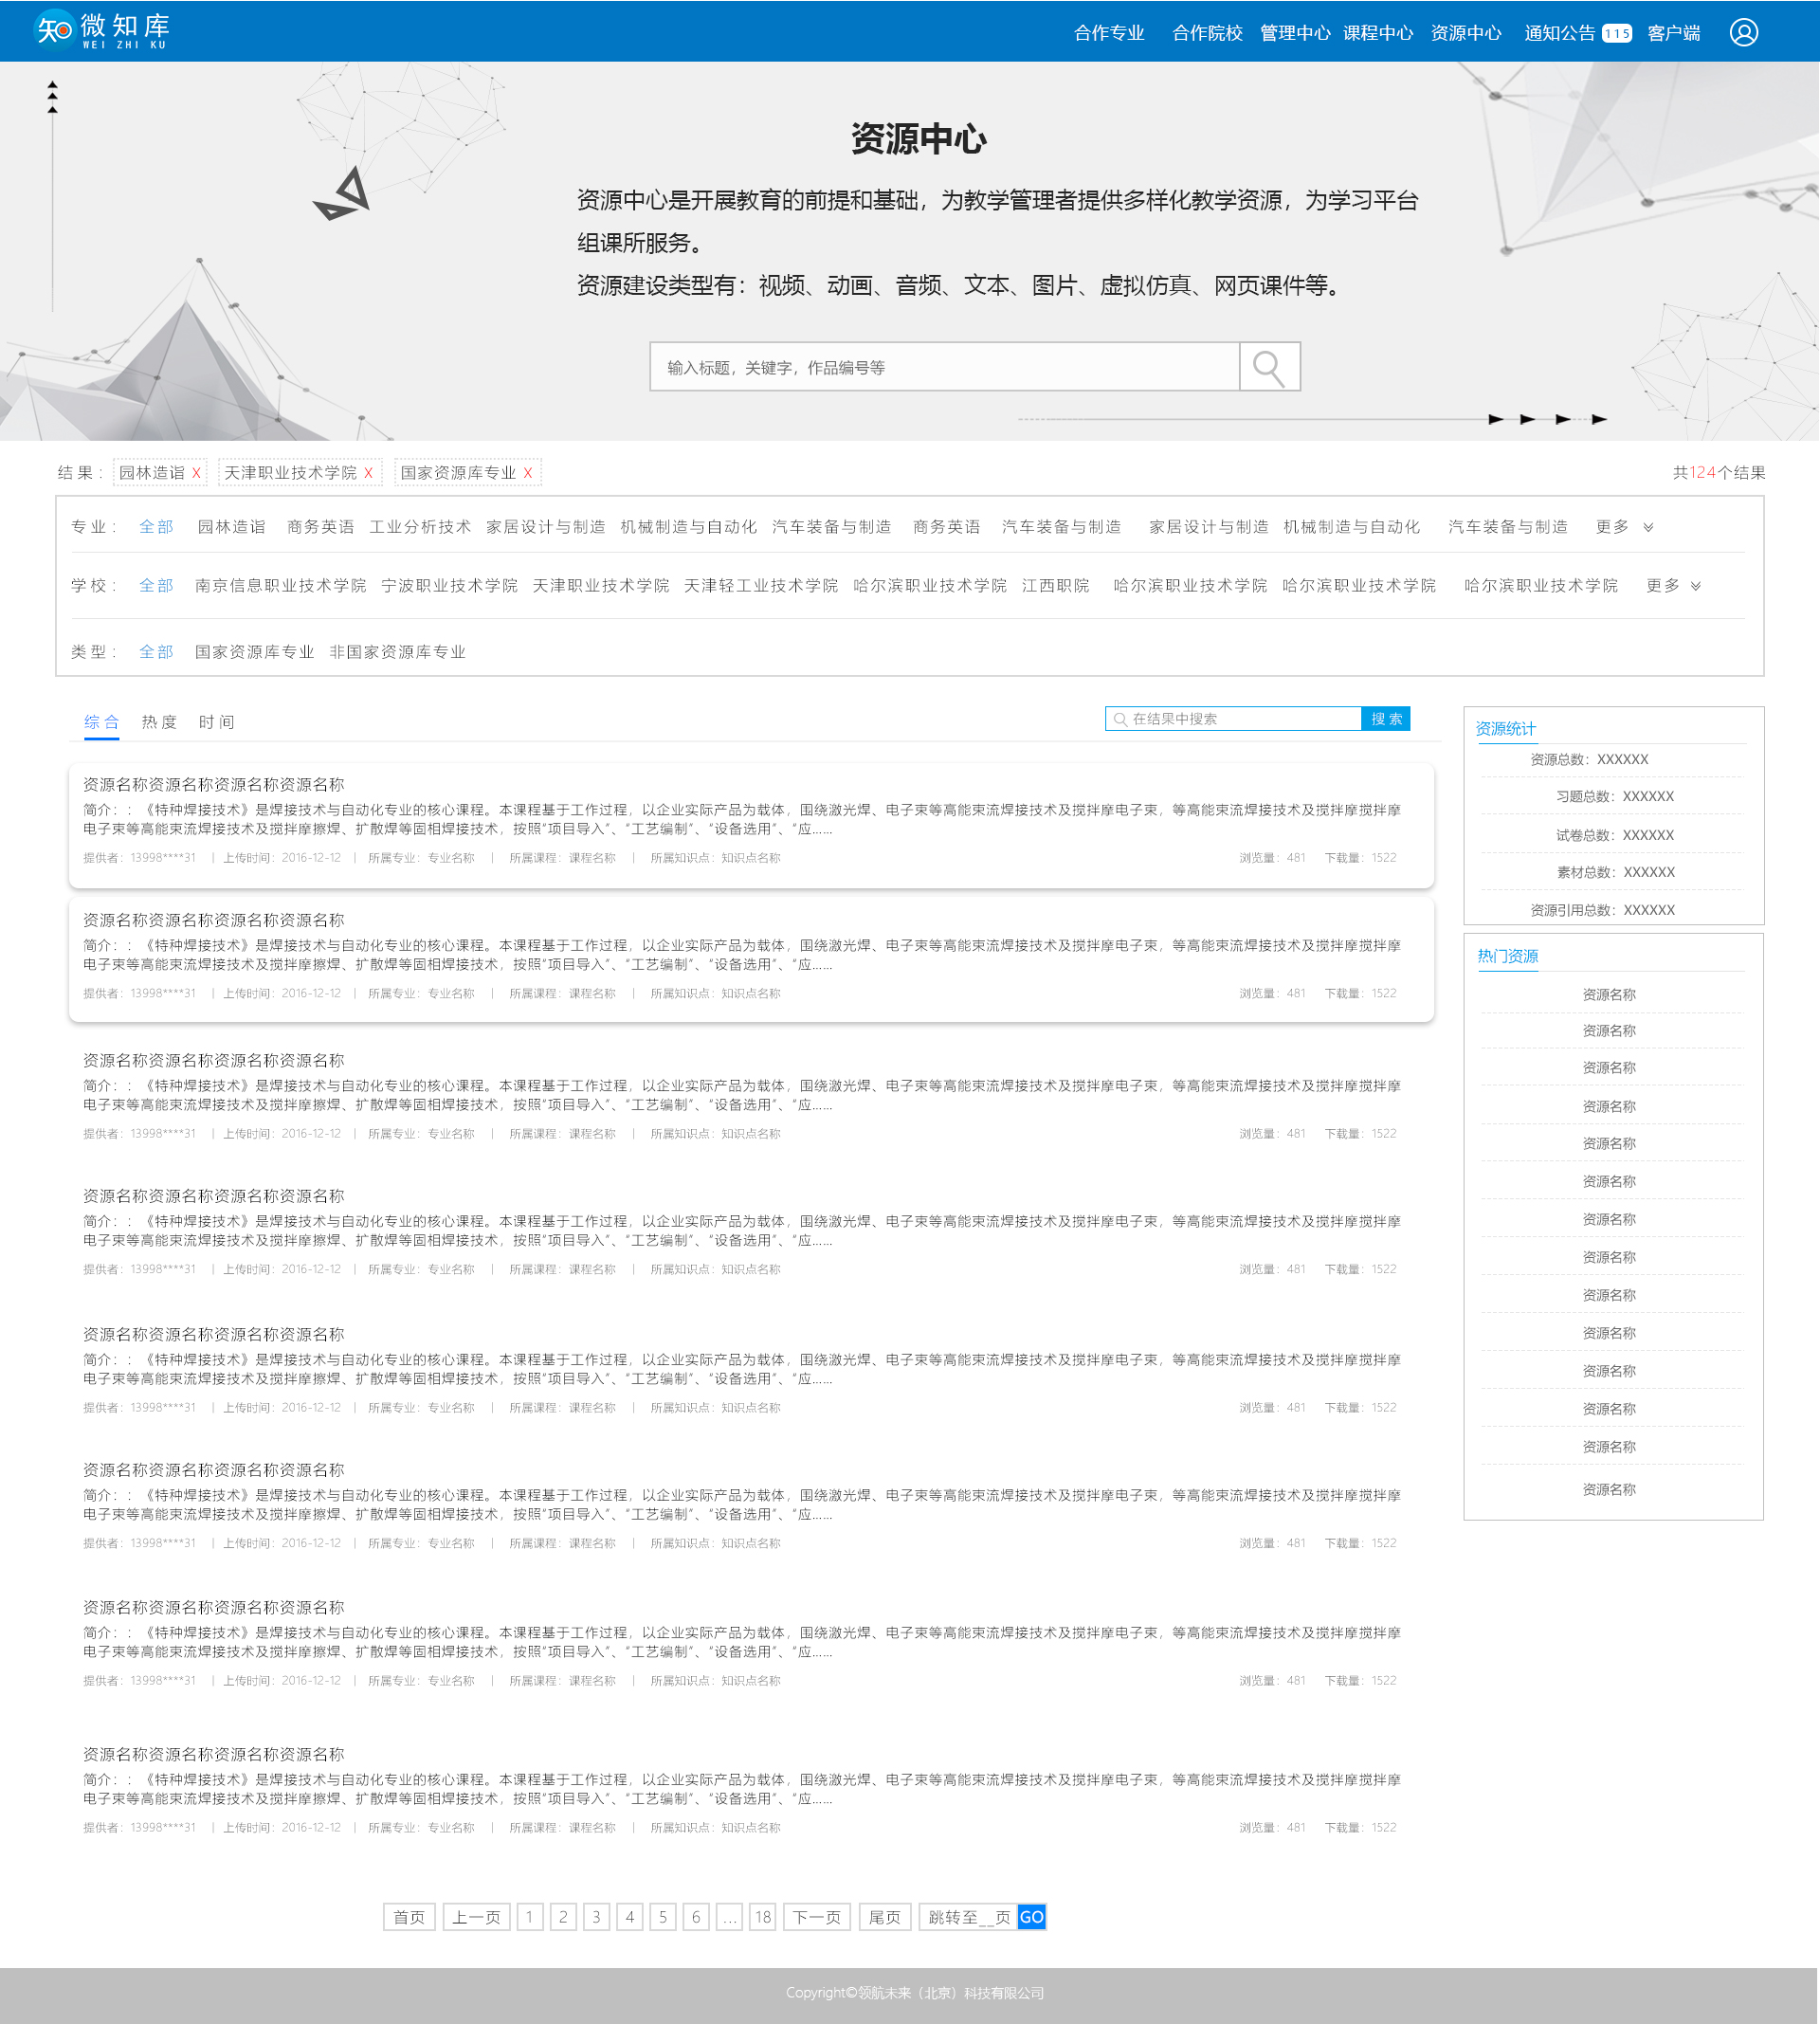 知 微知库
WEI ZHI KU
合作专业 合作院校 管理中心 课程中心 资源中心 通知公告 115 客户端
资源中心
资源中心是开展教育的前提和基础，为教学管理者提供多样化教学资源，为学习平台
组课所服务。
资源建设类型有：视频、动画、音频、文本、图片、虚拟仿真、网页课件等。
输入标题，关键字，作品编号等
结果： 园林造诣 X 天津职业技术学院 X 国家资源库专业 X 共124个结果
专业： 全部 园林造诣 商务英语 工业分析技术 家居设计与制造 机械制造与自动化 汽车装备与制造 商务英语 汽车装备与制造 家居设计与制造 机械制造与自动化 汽车装备与制造 更多
学校： 全部 南京信息职业技术学院 宁波职业技术学院 天津职业技术学院 天津轻工业技术学院 哈尔滨职业技术学院 江西职院 哈尔滨职业技术学院 哈尔滨职业技术学院 哈尔滨职业技术学院 更多
类型： 全部 国家资源库专业 非国家资源库专业
综合 热度 时间 在结果中搜索 搜索
资源名称资源名称资源名称资源名称
简介：：《特种焊接技术》是焊接技术与自动化专业的核心课程。本课程基于工作过程，以企业实际产品为载体，围绕激光焊、电子束等高能束流焊接技术及搅拌摩电子束，等高能束流焊接技术及搅拌摩搅拌摩
电子束等高能束流焊接技术及搅拌摩擦焊、扩散焊等固相焊接技术，按照“项目导入”、“工艺编制”、“设备选用”、“应......
提供者：13998****31 | 上传时间：2016-12-12 | 所属专业：专业名称 | 所属课程：课程名称 | 所属知识点：知识点名称 浏览量：481 下载量：1522
资源名称资源名称资源名称资源名称
简介：：《特种焊接技术》是焊接技术与自动化专业的核心课程。本课程基于工作过程，以企业实际产品为载体，围绕激光焊、电子束等高能束流焊接技术及搅拌摩电子束，等高能束流焊接技术及搅拌摩搅拌摩
电子束等高能束流焊接技术及搅拌摩擦焊、扩散焊等固相焊接技术，按照“项目导入”、“工艺编制”、“设备选用”、“应......
提供者：13998****31 | 上传时间：2016-12-12 | 所属专业：专业名称 | 所属课程：课程名称 | 所属知识点：知识点名称 浏览量：481 下载量：1522
资源名称资源名称资源名称资源名称
简介：：《特种焊接技术》是焊接技术与自动化专业的核心课程。本课程基于工作过程，以企业实际产品为载体，围绕激光焊、电子束等高能束流焊接技术及搅拌摩电子束，等高能束流焊接技术及搅拌摩搅拌摩
电子束等高能束流焊接技术及搅拌摩擦焊、扩散焊等固相焊接技术，按照“项目导入”、“工艺编制”、“设备选用”、“应......
提供者：13998****31 | 上传时间：2016-12-12 | 所属专业：专业名称 | 所属课程：课程名称 | 所属知识点：知识点名称 浏览量：481 下载量：1522
资源名称资源名称资源名称资源名称
简介：：《特种焊接技术》是焊接技术与自动化专业的核心课程。本课程基于工作过程，以企业实际产品为载体，围绕激光焊、电子束等高能束流焊接技术及搅拌摩电子束，等高能束流焊接技术及搅拌摩搅拌摩
电子束等高能束流焊接技术及搅拌摩擦焊、扩散焊等固相焊接技术，按照“项目导入”、“工艺编制”、“设备选用”、“应......
提供者：13998****31 | 上传时间：2016-12-12 | 所属专业：专业名称 | 所属课程：课程名称 | 所属知识点：知识点名称 浏览量：481 下载量：1522
资源名称资源名称资源名称资源名称
简介：：《特种焊接技术》是焊接技术与自动化专业的核心课程。本课程基于工作过程，以企业实际产品为载体，围绕激光焊、电子束等高能束流焊接技术及搅拌摩电子束，等高能束流焊接技术及搅拌摩搅拌摩
电子束等高能束流焊接技术及搅拌摩擦焊、扩散焊等固相焊接技术，按照“项目导入”、“工艺编制”、“设备选用”、“应......
提供者：13998****31 | 上传时间：2016-12-12 | 所属专业：专业名称 | 所属课程：课程名称 | 所属知识点：知识点名称 浏览量：481 下载量：1522
资源名称资源名称资源名称资源名称
简介：：《特种焊接技术》是焊接技术与自动化专业的核心课程。本课程基于工作过程，以企业实际产品为载体，围绕激光焊、电子束等高能束流焊接技术及搅拌摩电子束，等高能束流焊接技术及搅拌摩搅拌摩
电子束等高能束流焊接技术及搅拌摩擦焊、扩散焊等固相焊接技术，按照“项目导入”、“工艺编制”、“设备选用”、“应......
提供者：13998****31 | 上传时间：2016-12-12 | 所属专业：专业名称 | 所属课程：课程名称 | 所属知识点：知识点名称 浏览量：481 下载量：1522
资源名称资源名称资源名称资源名称
简介：：《特种焊接技术》是焊接技术与自动化专业的核心课程。本课程基于工作过程，以企业实际产品为载体，围绕激光焊、电子束等高能束流焊接技术及搅拌摩电子束，等高能束流焊接技术及搅拌摩搅拌摩
电子束等高能束流焊接技术及搅拌摩擦焊、扩散焊等固相焊接技术，按照“项目导入”、“工艺编制”、“设备选用”、“应......
提供者：13998****31 | 上传时间：2016-12-12 | 所属专业：专业名称 | 所属课程：课程名称 | 所属知识点：知识点名称 浏览量：481 下载量：1522
资源名称资源名称资源名称资源名称
简介：：《特种焊接技术》是焊接技术与自动化专业的核心课程。本课程基于工作过程，以企业实际产品为载体，围绕激光焊、电子束等高能束流焊接技术及搅拌摩电子束，等高能束流焊接技术及搅拌摩搅拌摩
电子束等高能束流焊接技术及搅拌摩擦焊、扩散焊等固相焊接技术，按照“项目导入”、“工艺编制”、“设备选用”、“应......
提供者：13998****31 | 上传时间：2016-12-12 | 所属专业：专业名称 | 所属课程：课程名称 | 所属知识点：知识点名称 浏览量：481 下载量：1522
资源统计
资源总数：XXXXXX
习题总数：XXXXXX
试卷总数：XXXXXX
素材总数：XXXXXX
资源引用总数：XXXXXX
热门资源
资源名称
资源名称
资源名称
资源名称
资源名称
资源名称
资源名称
资源名称
资源名称
资源名称
资源名称
资源名称
资源名称
资源名称
首页 上一页 1 2 3 4 5 6 ... 18 下一页 尾页 跳转至__页 GO
Copyright©领航未来（北京）科技有限公司